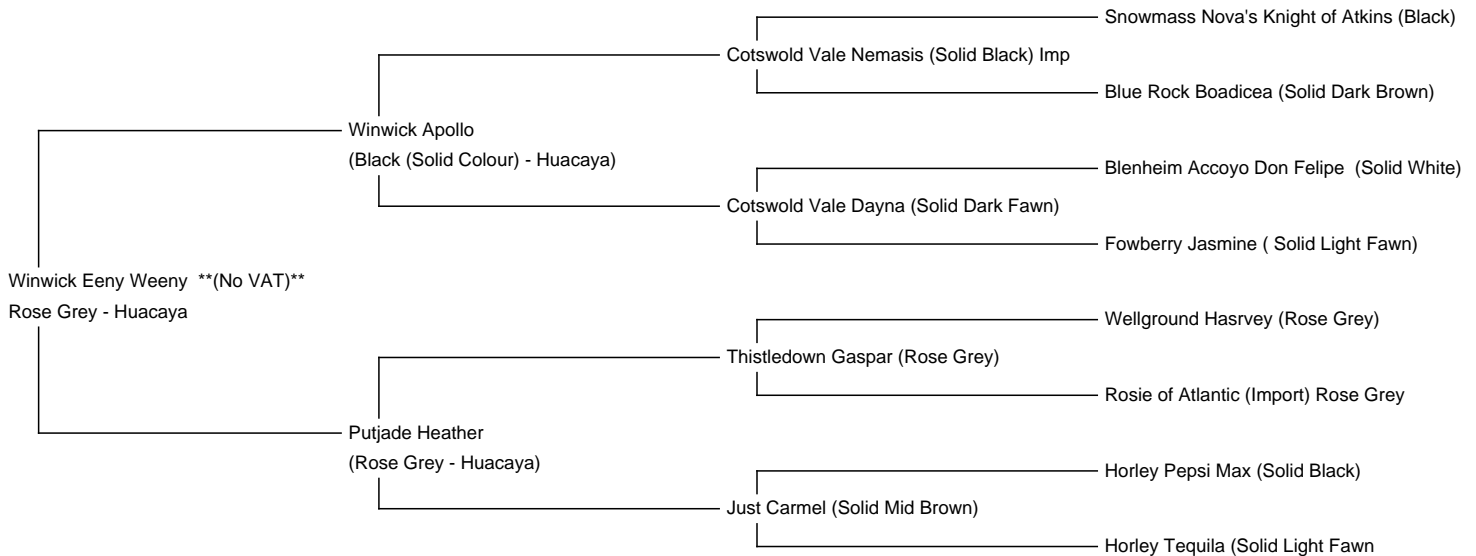 Snowmass Nova's Knight of Atkins (Black)
Cotswold Vale Nemasis (Solid Black) Imp
Blue Rock Boadicea (Solid Dark Brown)
Winwick Apollo
(Black (Solid Colour) - Huacaya)
Blenheim Accoyo Don Felipe  (Solid White)
Cotswold Vale Dayna (Solid Dark Fawn)
Fowberry Jasmine ( Solid Light Fawn)
Winwick Eeny Weeny  **(No VAT)**
Rose Grey - Huacaya
Wellground Hasrvey (Rose Grey)
Thistledown Gaspar (Rose Grey)
Rosie of Atlantic (Import) Rose Grey
Putjade Heather
(Rose Grey - Huacaya)
Horley Pepsi Max (Solid Black)
Just Carmel (Solid Mid Brown)
Horley Tequila (Solid Light Fawn